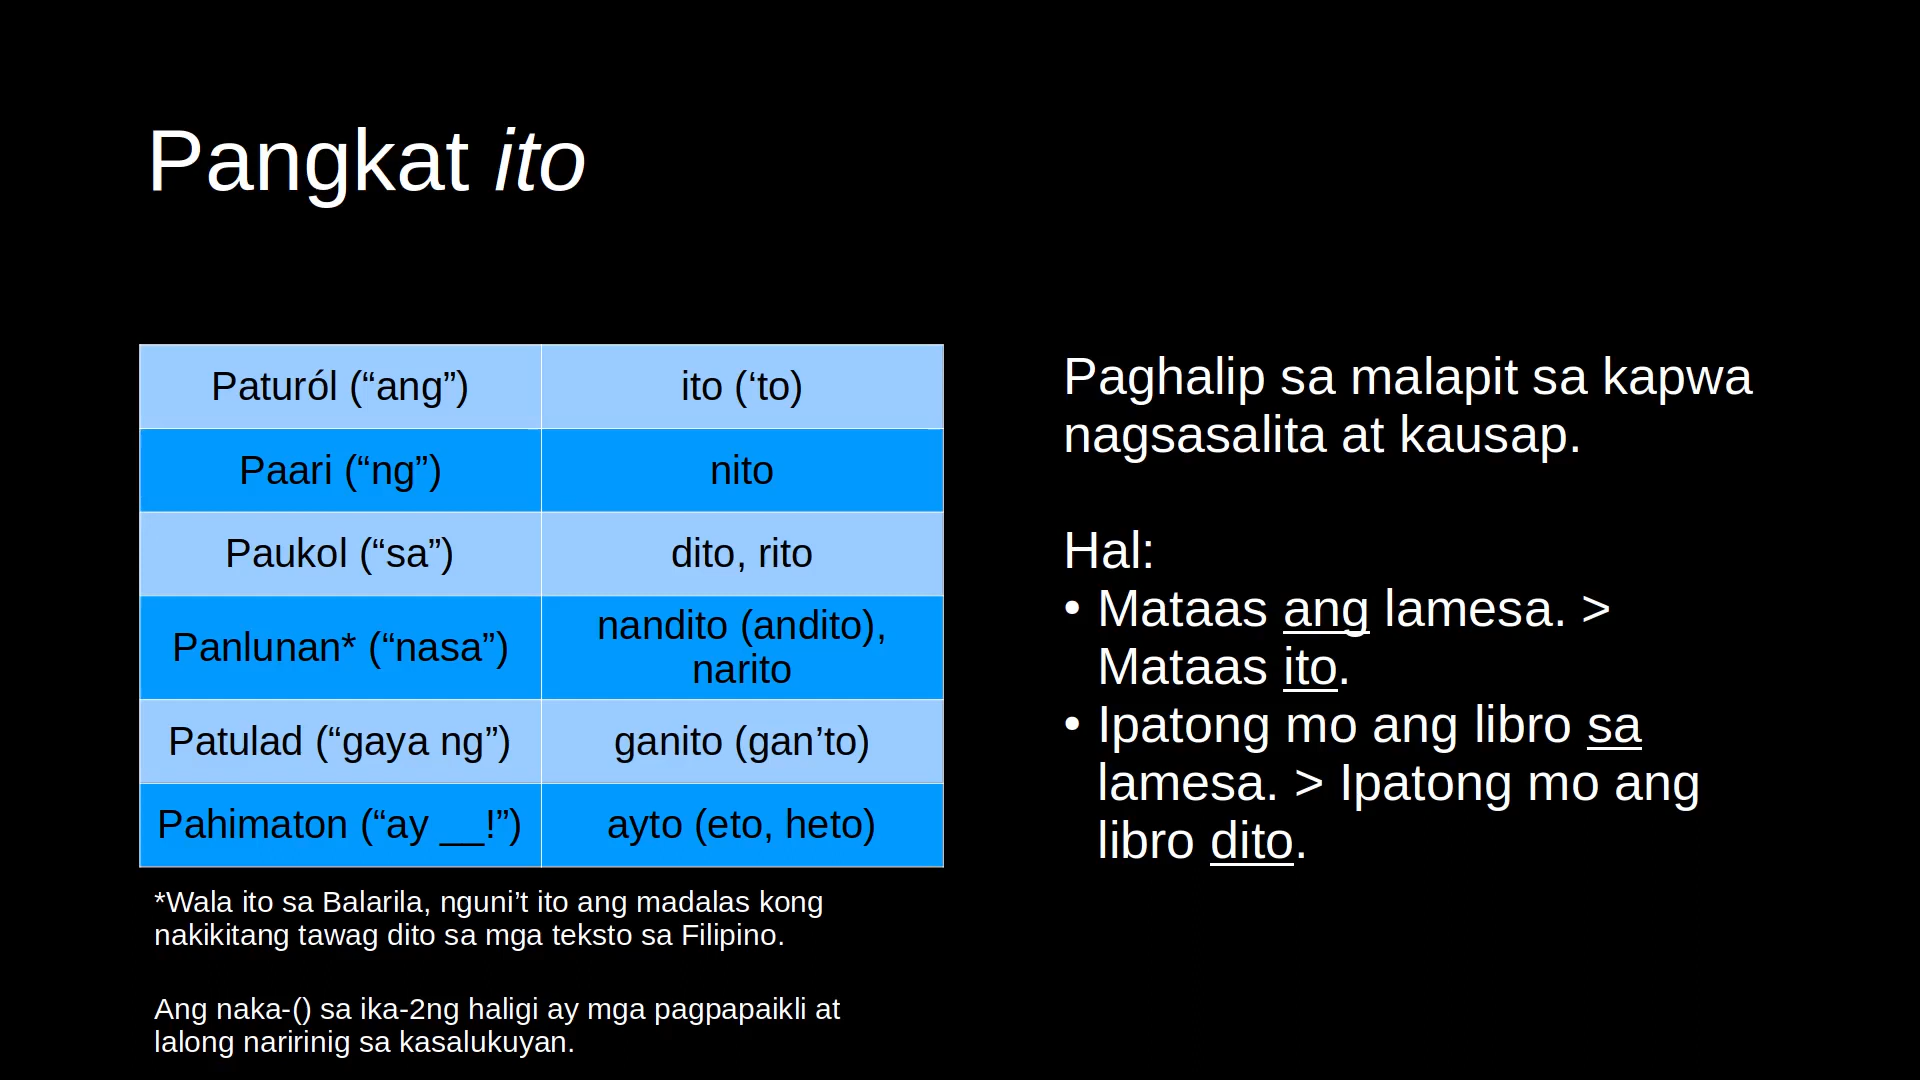 Pangkat ito
Paturól (“ang”)
ito (‘to)
Paari (“ng”)
nito
Paukol (“sa”)
dito, rito
Panlunan* (“nasa”)
nandito (andito),
narito
Patulad (“gaya ng”)
ganito (gan’to)
Pahimaton (“ay __!”)
ayto (eto, heto)
*Wala ito sa Balarila, nguni’t ito ang madalas kong
nakikitang tawag dito sa mga teksto sa Filipino.
Ang naka-() sa ika-2ng haligi ay mga pagpapaikli at
lalong naririnig sa kasalukuyan.
Paghalip sa malapit sa kapwa
nagsasalita at kausap.
Hal:
• Mataas ang lamesa. >
Mataas ito.
• Ipatong mo ang libro sa
lamesa. > Ipatong mo ang
libro dito.